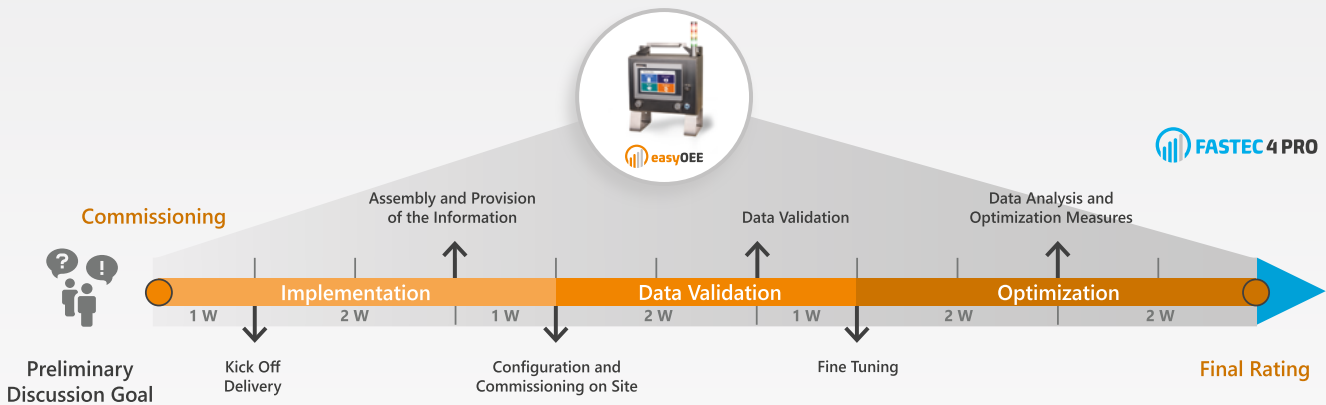 easyOEE
FASTEC 4 PRO
Assembly and Provision
of the Information
Data Analysis and
Optimization Measures
Commissioning
Data Validation
?
!
Implementation
Data Validation
Optimization
1 W
2 W
1 W
2 W
1 W
2 W
2 W
Preliminary
Discussion Goal
Kick Off
Delivery
Configuration and
Commissioning on Site
Fine Tuning
Final Rating